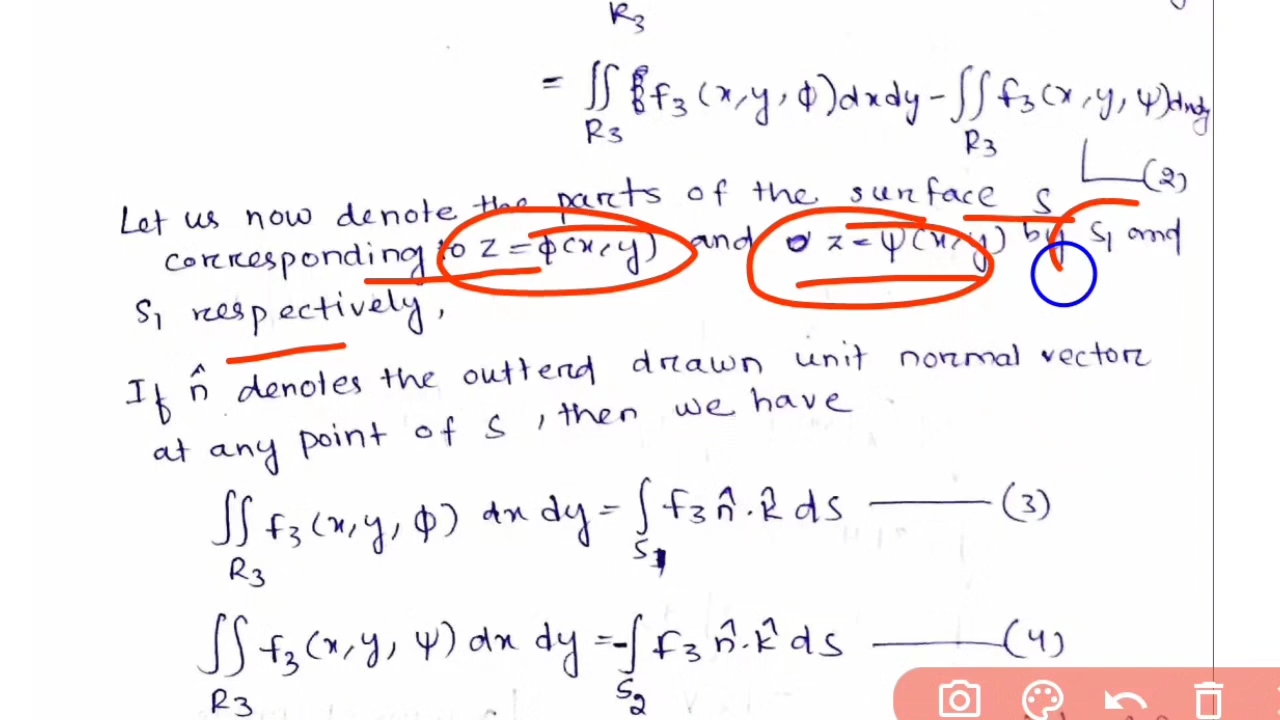 R3
= ∬ f3 (x, y, φ) dxdy - ∬ f3 (x, y, ψ) dxdy
R3 R3
(2)
Let us now denote the parts of the surface S
corresponding to z = φ(x, y) and z = ψ(x, y) by S1 and
S1 respectively,
If n̂ denotes the outterd drawn unit normal vector
at any point of S, then we have
∬ f3 (x, y, φ) dx dy = ∫ f3 n̂ . k̂ ds —— (3)
R3 S1
∬ f3 (x, y, ψ) dx dy = -∫ F3 n̂ . k̂ ds —— (4)
R3 S2